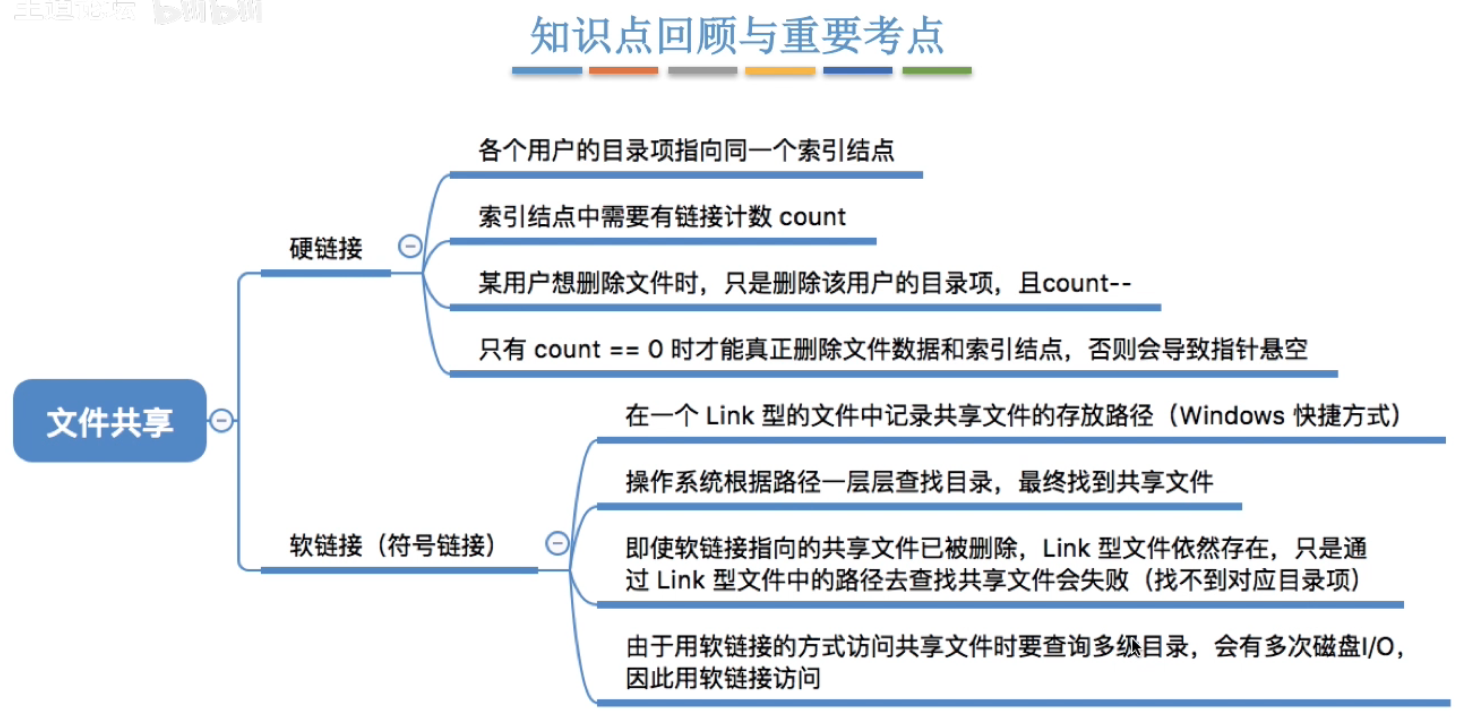 知识点回顾与重要考点
各个用户的目录项指向同一个索引结点
索引结点中需要有链接计数 count
硬链接
某用户想删除文件时，只是删除该用户的目录项，且count--
只有 count == 0 时才能真正删除文件数据和索引结点，否则会导致指针悬空
文件共享
在一个 Link 型的文件中记录共享文件的存放路径（Windows 快捷方式）
操作系统根据路径一层层查找目录，最终找到共享文件
软链接（符号链接）
即使软链接指向的共享文件已被删除，Link 型文件依然存在，只是通
过 Link 型文件中的路径去查找共享文件会失败（找不到对应目录项）
由于用软链接的方式访问共享文件时要查询多级目录，会有多次磁盘I/O，
因此用软链接访问